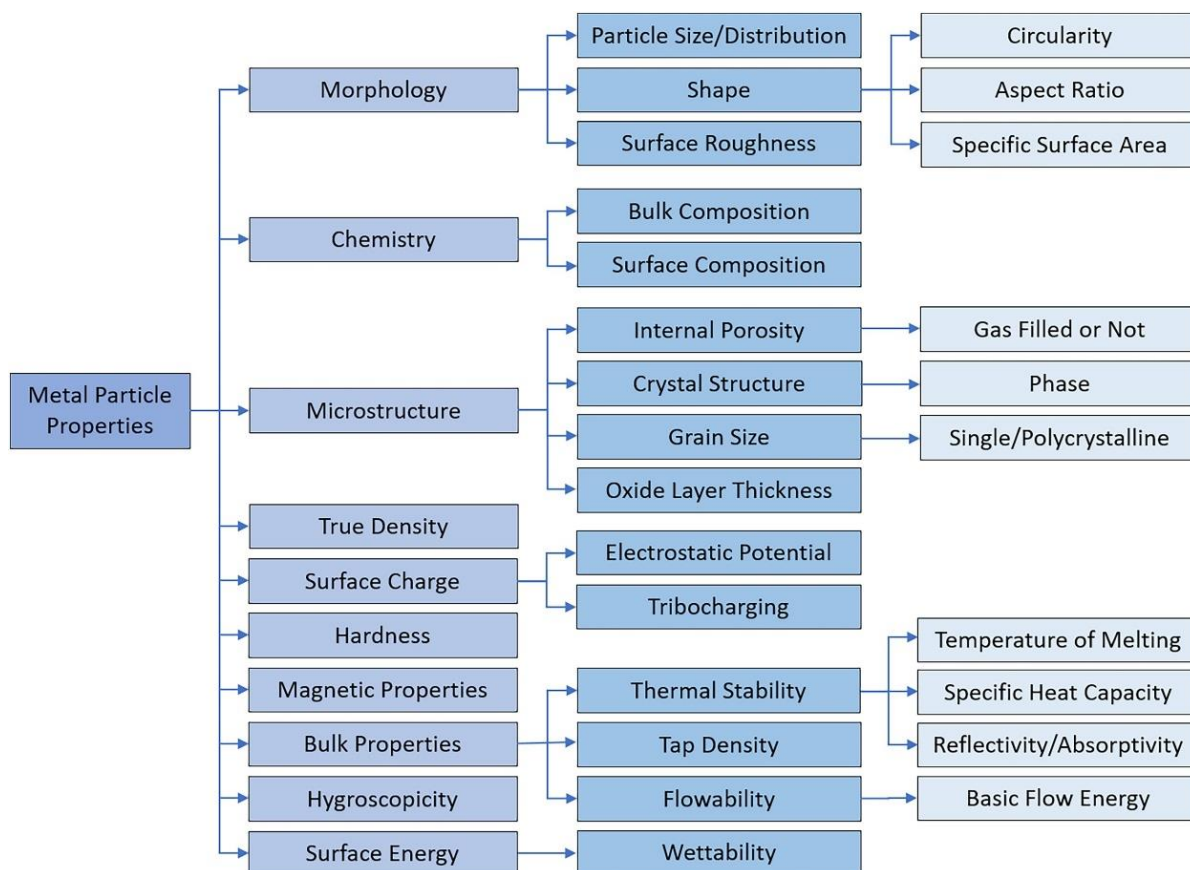 Metal Particle
Properties
Morphology
Particle Size/Distribution
Shape
Surface Roughness
Circularity
Aspect Ratio
Specific Surface Area
Chemistry
Bulk Composition
Surface Composition
Microstructure
Internal Porosity
Gas Filled or Not
Crystal Structure
Phase
Grain Size
Single/Polycrystalline
Oxide Layer Thickness
True Density
Surface Charge
Electrostatic Potential
Tribocharging
Hardness
Magnetic Properties
Bulk Properties
Thermal Stability
Temperature of Melting
Specific Heat Capacity
Reflectivity/Absorptivity
Tap Density
Flowability
Basic Flow Energy
Hygroscopicity
Surface Energy
Wettability